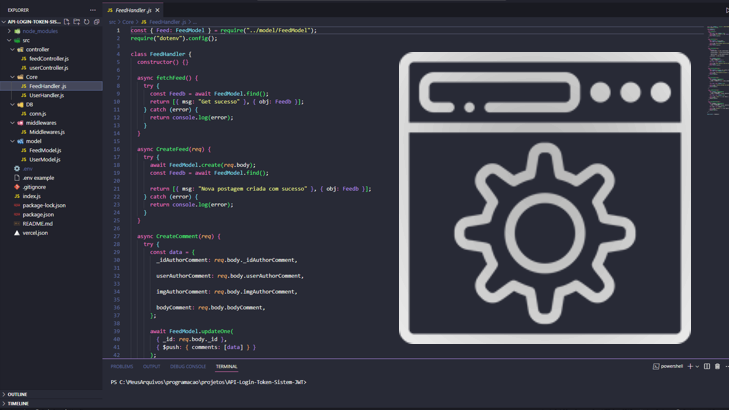 EXPLORER
API-LOGIN-TOKEN-SIS...
node_modules
src
controller
feedController.js
userController.js
Core
FeedHandler .js
UserHandler.js
DB
conn.js
middlewares
Middlewares.js
model
FeedModel.js
UserModel.js
.env
.env example
.gitignore
index.js
package-lock.json
package.json
README.md
vercel.json
OUTLINE
TIMELINE
FeedHandler .js
src > Core > FeedHandler .js > ...
1 const { Feed: FeedModel } = require("../model/FeedModel");
2 require("dotenv").config();
3
4 class FeedHandler {
5 constructor() {}
6
7 async fetchFeed() {
8 try {
9 const Feedb = await FeedModel.find();
10 return [{ msg: "Get sucesso" }, { obj: Feedb }];
11 } catch (error) {
12 return console.log(error);
13 }
14 }
15
16 async CreateFeed(req) {
17 try {
18 await FeedModel.create(req.body);
19 const Feedb = await FeedModel.find();
20
21 return [{ msg: "Nova postagem criada com sucesso" }, { obj: Feedb }];
22 } catch (error) {
23 return console.log(error);
24 }
25 }
26
27 async CreateComment(req) {
28 try {
29 const data = {
30 _idAuthorComment: req.body._idAuthorComment,
31
32 userAuthorComment: req.body.userAuthorComment,
33
34 imgAuthorComment: req.body.imgAuthorComment,
35
36 bodyComment: req.body.bodyComment,
37 };
38
39 await FeedModel.updateOne(
40 { _id: req.body._id },
41 { $push: { comments: [data] } }
42 );
PROBLEMS OUTPUT DEBUG CONSOLE TERMINAL
powershell
PS C:\MeusArquivos\programacao\projetos\API-Login-Token-Sistem-JWT>